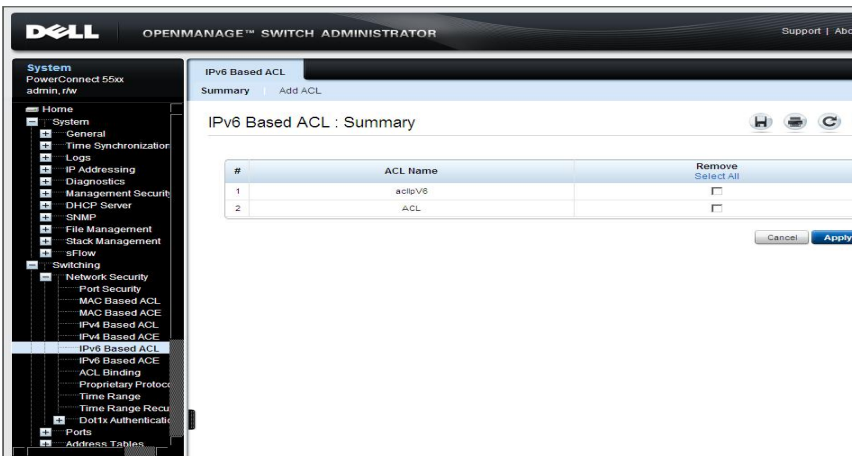 DELL
OPENMANAGE™ SWITCH ADMINISTRATOR
Support | Abo
System
PowerConnect 55xx
admin, r/w
Home
System
General
Time Synchronization
Logs
IP Addressing
Diagnostics
Management Securit
DHCP Server
SNMP
File Management
Stack Management
sFlow
Switching
Network Security
Port Security
MAC Based ACL
MAC Based ACE
IPv4 Based ACL
IPv4 Based ACE
IPv6 Based ACL
IPv6 Based ACE
ACL Binding
Proprietary Protoco
Time Range
Time Range Recu
Dot1x Authenticatio
Ports
Address Tables
IPv6 Based ACL
Summary | Add ACL
IPv6 Based ACL : Summary
# ACL Name Remove
Select All
1 aclIpV6
2 ACL
Cancel Apply